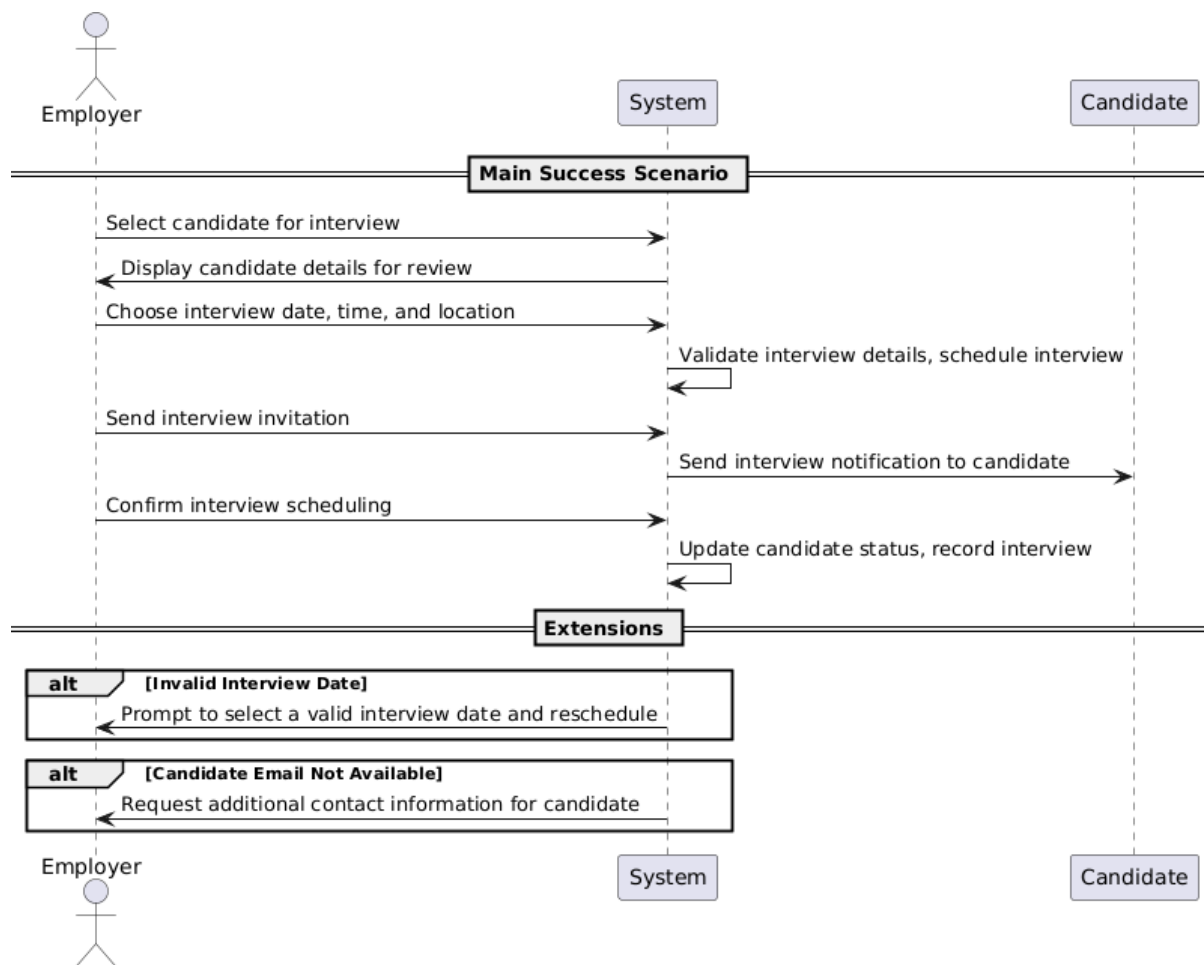 Employer
System
Candidate
Main Success Scenario
Select candidate for interview
Display candidate details for review
Choose interview date, time, and location
Validate interview details, schedule interview
Send interview invitation
Send interview notification to candidate
Confirm interview scheduling
Update candidate status, record interview
Extensions
alt [Invalid Interview Date]
Prompt to select a valid interview date and reschedule
alt [Candidate Email Not Available]
Request additional contact information for candidate
Employer
System
Candidate